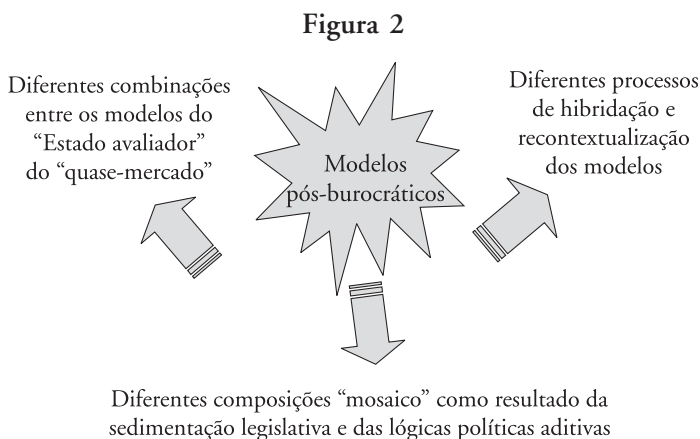 Figura 2
Diferentes combinações
entre os modelos do
“Estado avaliador”
do “quase-mercado”
Modelos
pós-burocráticos
Diferentes processos
de hibridação e
recontextualização
dos modelos
Diferentes composições “mosaico” como resultado da
sedimentação legislativa e das lógicas políticas aditivas